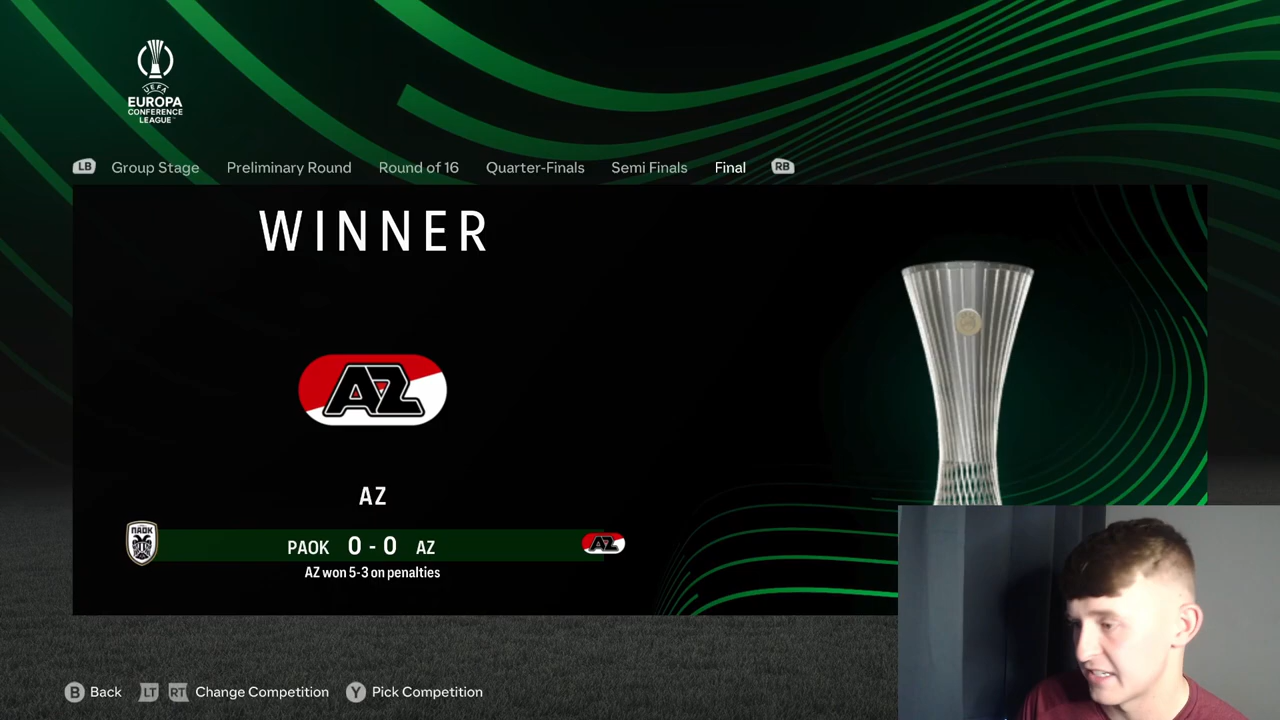 UEFA
EUROPA
CONFERENCE
LEAGUE
LB Group Stage Preliminary Round Round of 16 Quarter-Finals Semi Finals Final RB
WINNER
AZ
AZ
ΠΑΟΚ PAOK 0 - 0 AZ AZ
AZ won 5-3 on penalties
B Back LT RT Change Competition Y Pick Competition